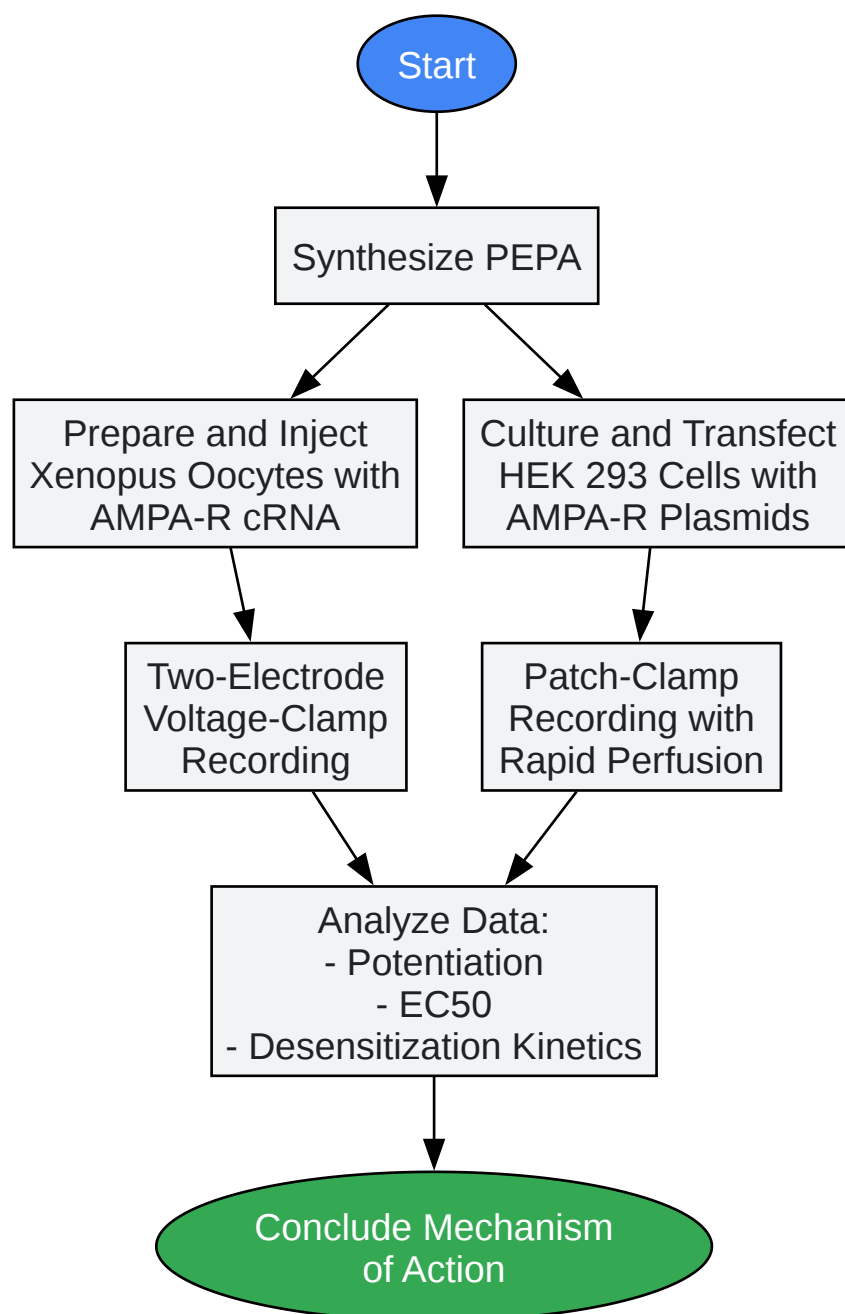 Start
Synthesize PEPA
Prepare and Inject
Xenopus Oocytes with
AMPA-R cRNA
Culture and Transfect
HEK 293 Cells with
AMPA-R Plasmids
Two-Electrode
Voltage-Clamp
Recording
Patch-Clamp
Recording with
Rapid Perfusion
Analyze Data:
- Potentiation
- EC50
- Desensitization Kinetics
Conclude Mechanism
of Action